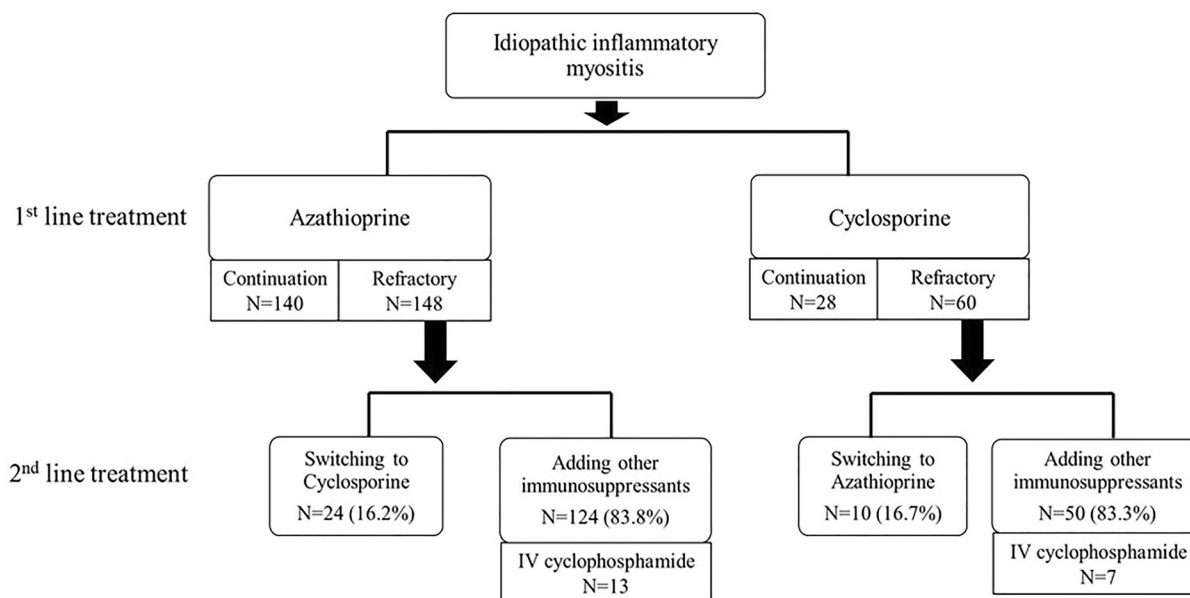 Idiopathic inflammatory
myositis
1st line treatment
Azathioprine
Continuation
N=140
Refractory
N=148
Cyclosporine
Continuation
N=28
Refractory
N=60
2nd line treatment
Switching to
Cyclosporine
N=24 (16.2%)
Adding other
immunosuppressants
N=124 (83.8%)
IV cyclophosphamide
N=13
Switching to
Azathioprine
N=10 (16.7%)
Adding other
immunosuppressants
N=50 (83.3%)
IV cyclophosphamide
N=7